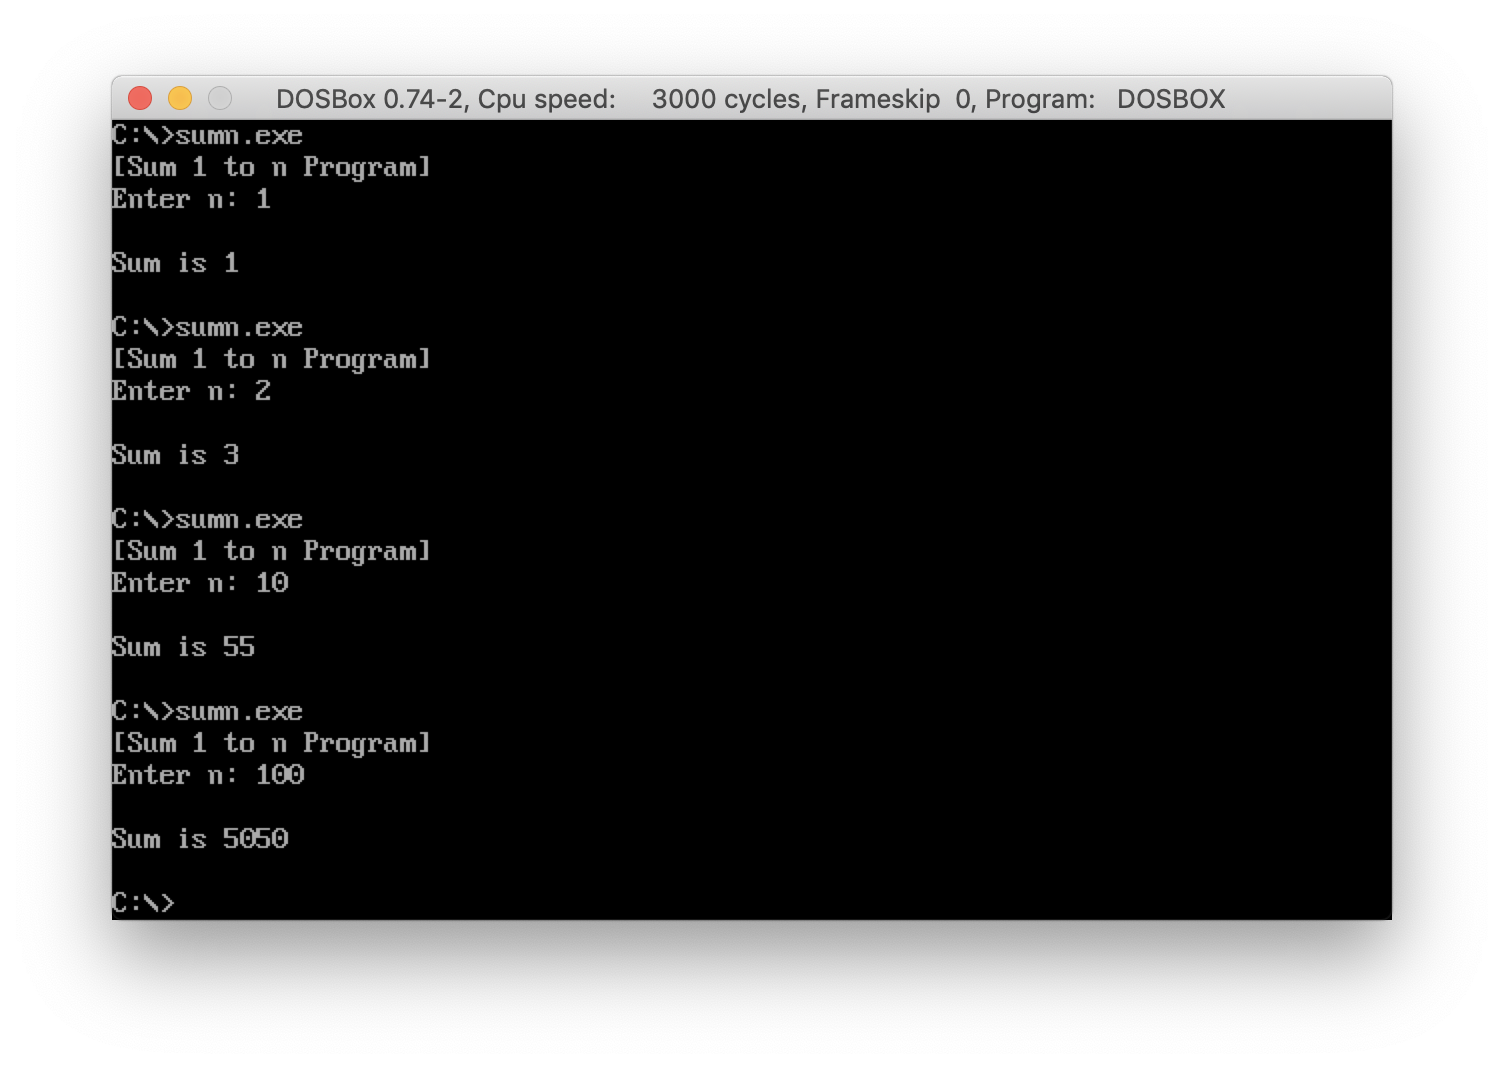 DOSBox 0.74-2, Cpu speed: 3000 cycles, Frameskip 0, Program: DOSBOX
C:\>sumn.exe
[Sum 1 to n Program]
Enter n: 1
Sum is 1
C:\>sumn.exe
[Sum 1 to n Program]
Enter n: 2
Sum is 3
C:\>sumn.exe
[Sum 1 to n Program]
Enter n: 10
Sum is 55
C:\>sumn.exe
[Sum 1 to n Program]
Enter n: 100
Sum is 5050
C:\>